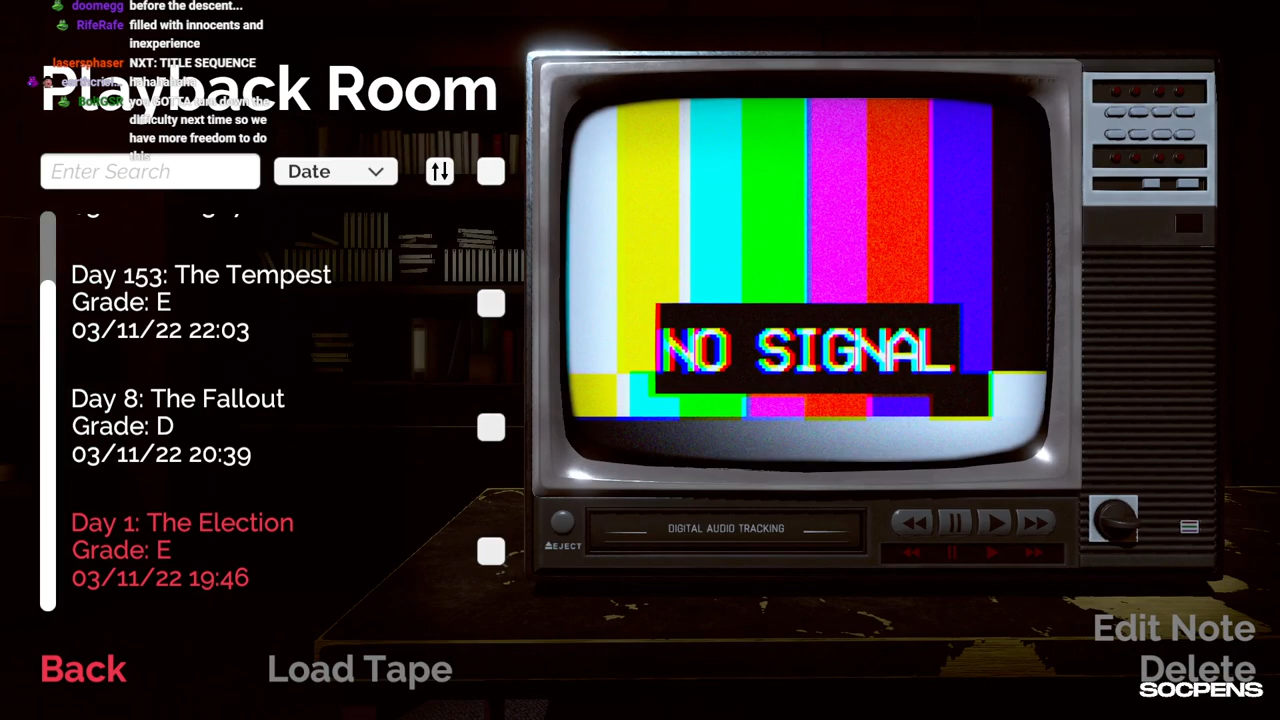 doomegg before the descent...
RifeRafe filled with innocents and
inexperience
lasersphaser NXT: TITLE SEQUENCE
hahahahaha
you GOTTA turn down the
difficulty next time so we
have more freedom to do
this
Playback Room
Enter Search
Date
Day 153: The Tempest
Grade: E
03/11/22 22:03
Day 8: The Fallout
Grade: D
03/11/22 20:39
Day 1: The Election
Grade: E
03/11/22 19:46
Back
Load Tape
NO SIGNAL
EJECT
DIGITAL AUDIO TRACKING
Edit Note
Delete
SOCPENS